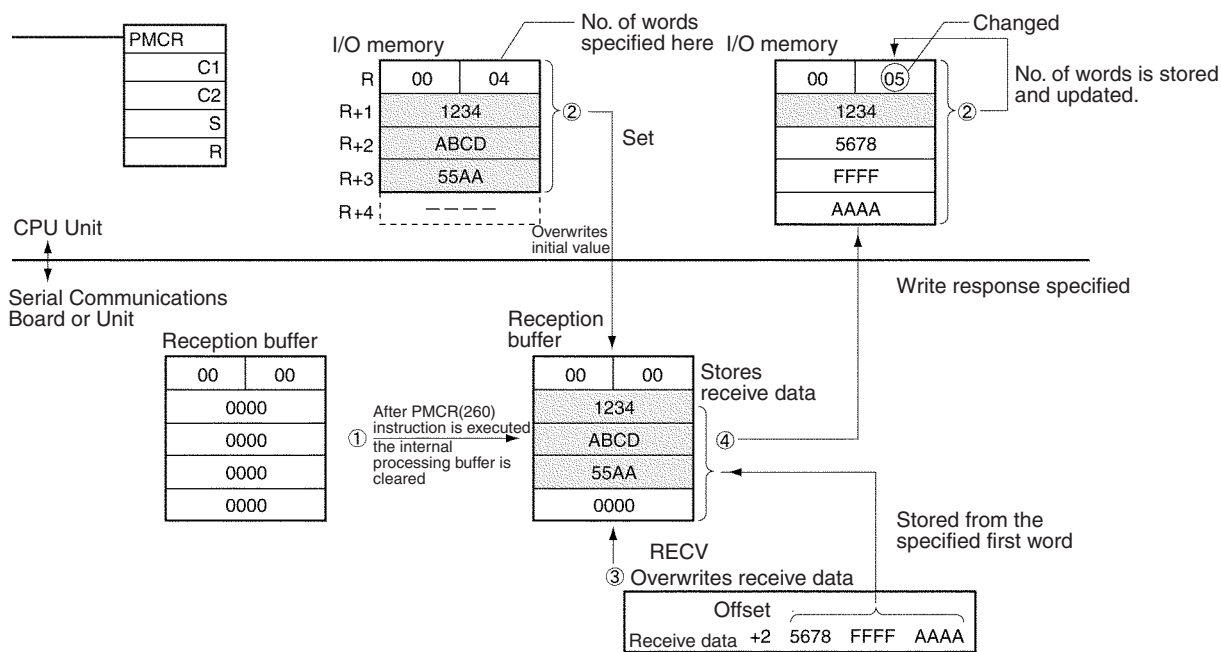 PMCR
C1
C2
S
R
I/O memory
No. of words
specified here
R 00 04
R+1 1234
R+2 ABCD
R+3 55AA
R+4 – – – –
②
Set
I/O memory
Changed
00 05
1234
5678
FFFF
AAAA
②
No. of words is stored
and updated.
CPU Unit
Overwrites
initial value
Serial Communications
Board or Unit
Write response specified
Reception buffer
00 00
0000
0000
0000
0000
① After PMCR(260)
instruction is executed
the internal
processing buffer is
cleared
Reception
buffer
00 00
1234
ABCD
55AA
0000
Stores
receive data
④
Stored from the
specified first word
RECV
③ Overwrites receive data
Offset
Receive data +2 5678 FFFF AAAA